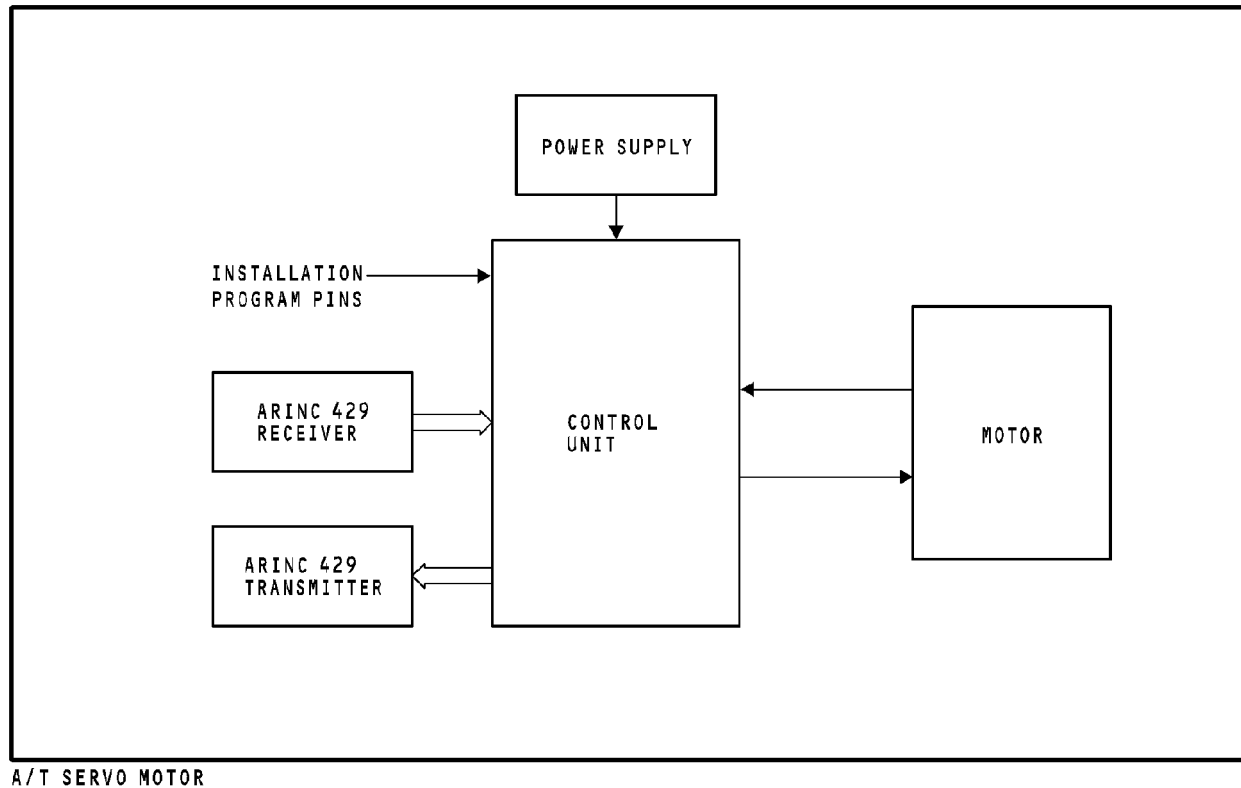 POWER SUPPLY
INSTALLATION
PROGRAM PINS
ARINC 429
RECEIVER
CONTROL
UNIT
MOTOR
ARINC 429
TRANSMITTER
A/T SERVO MOTOR